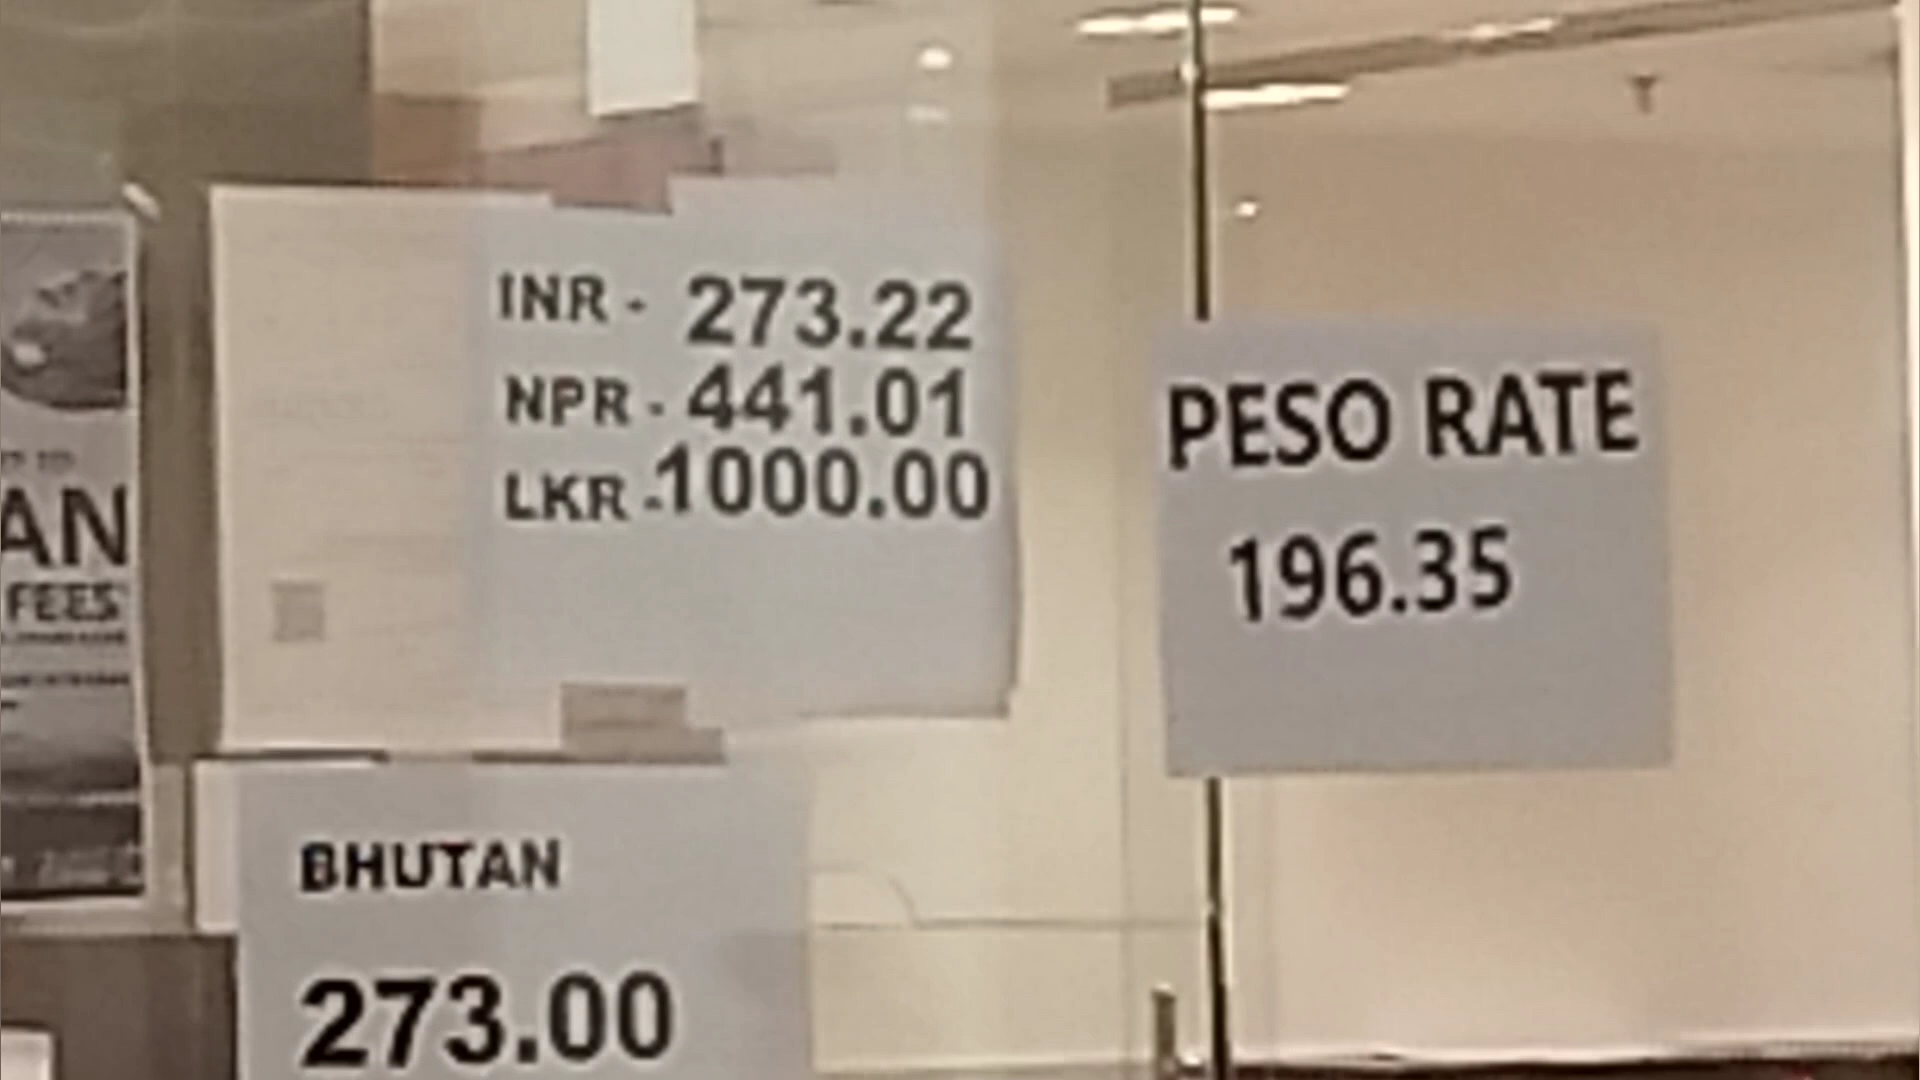 INR - 273.22
NPR - 441.01
LKR - 1000.00
PESO RATE
196.35
AN
FEES
BHUTAN
273.00